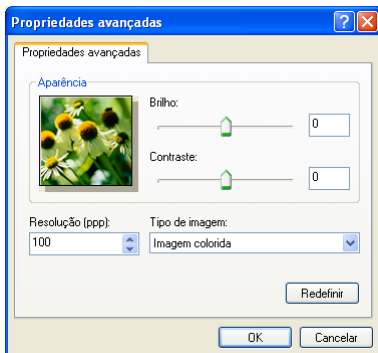 Propriedades avançadas
Propriedades avançadas
Aparência
Brilho:
0
Contraste:
0
Resolução (ppp):
Tipo de imagem:
100
Imagem colorida
Redefinir
OK
Cancelar